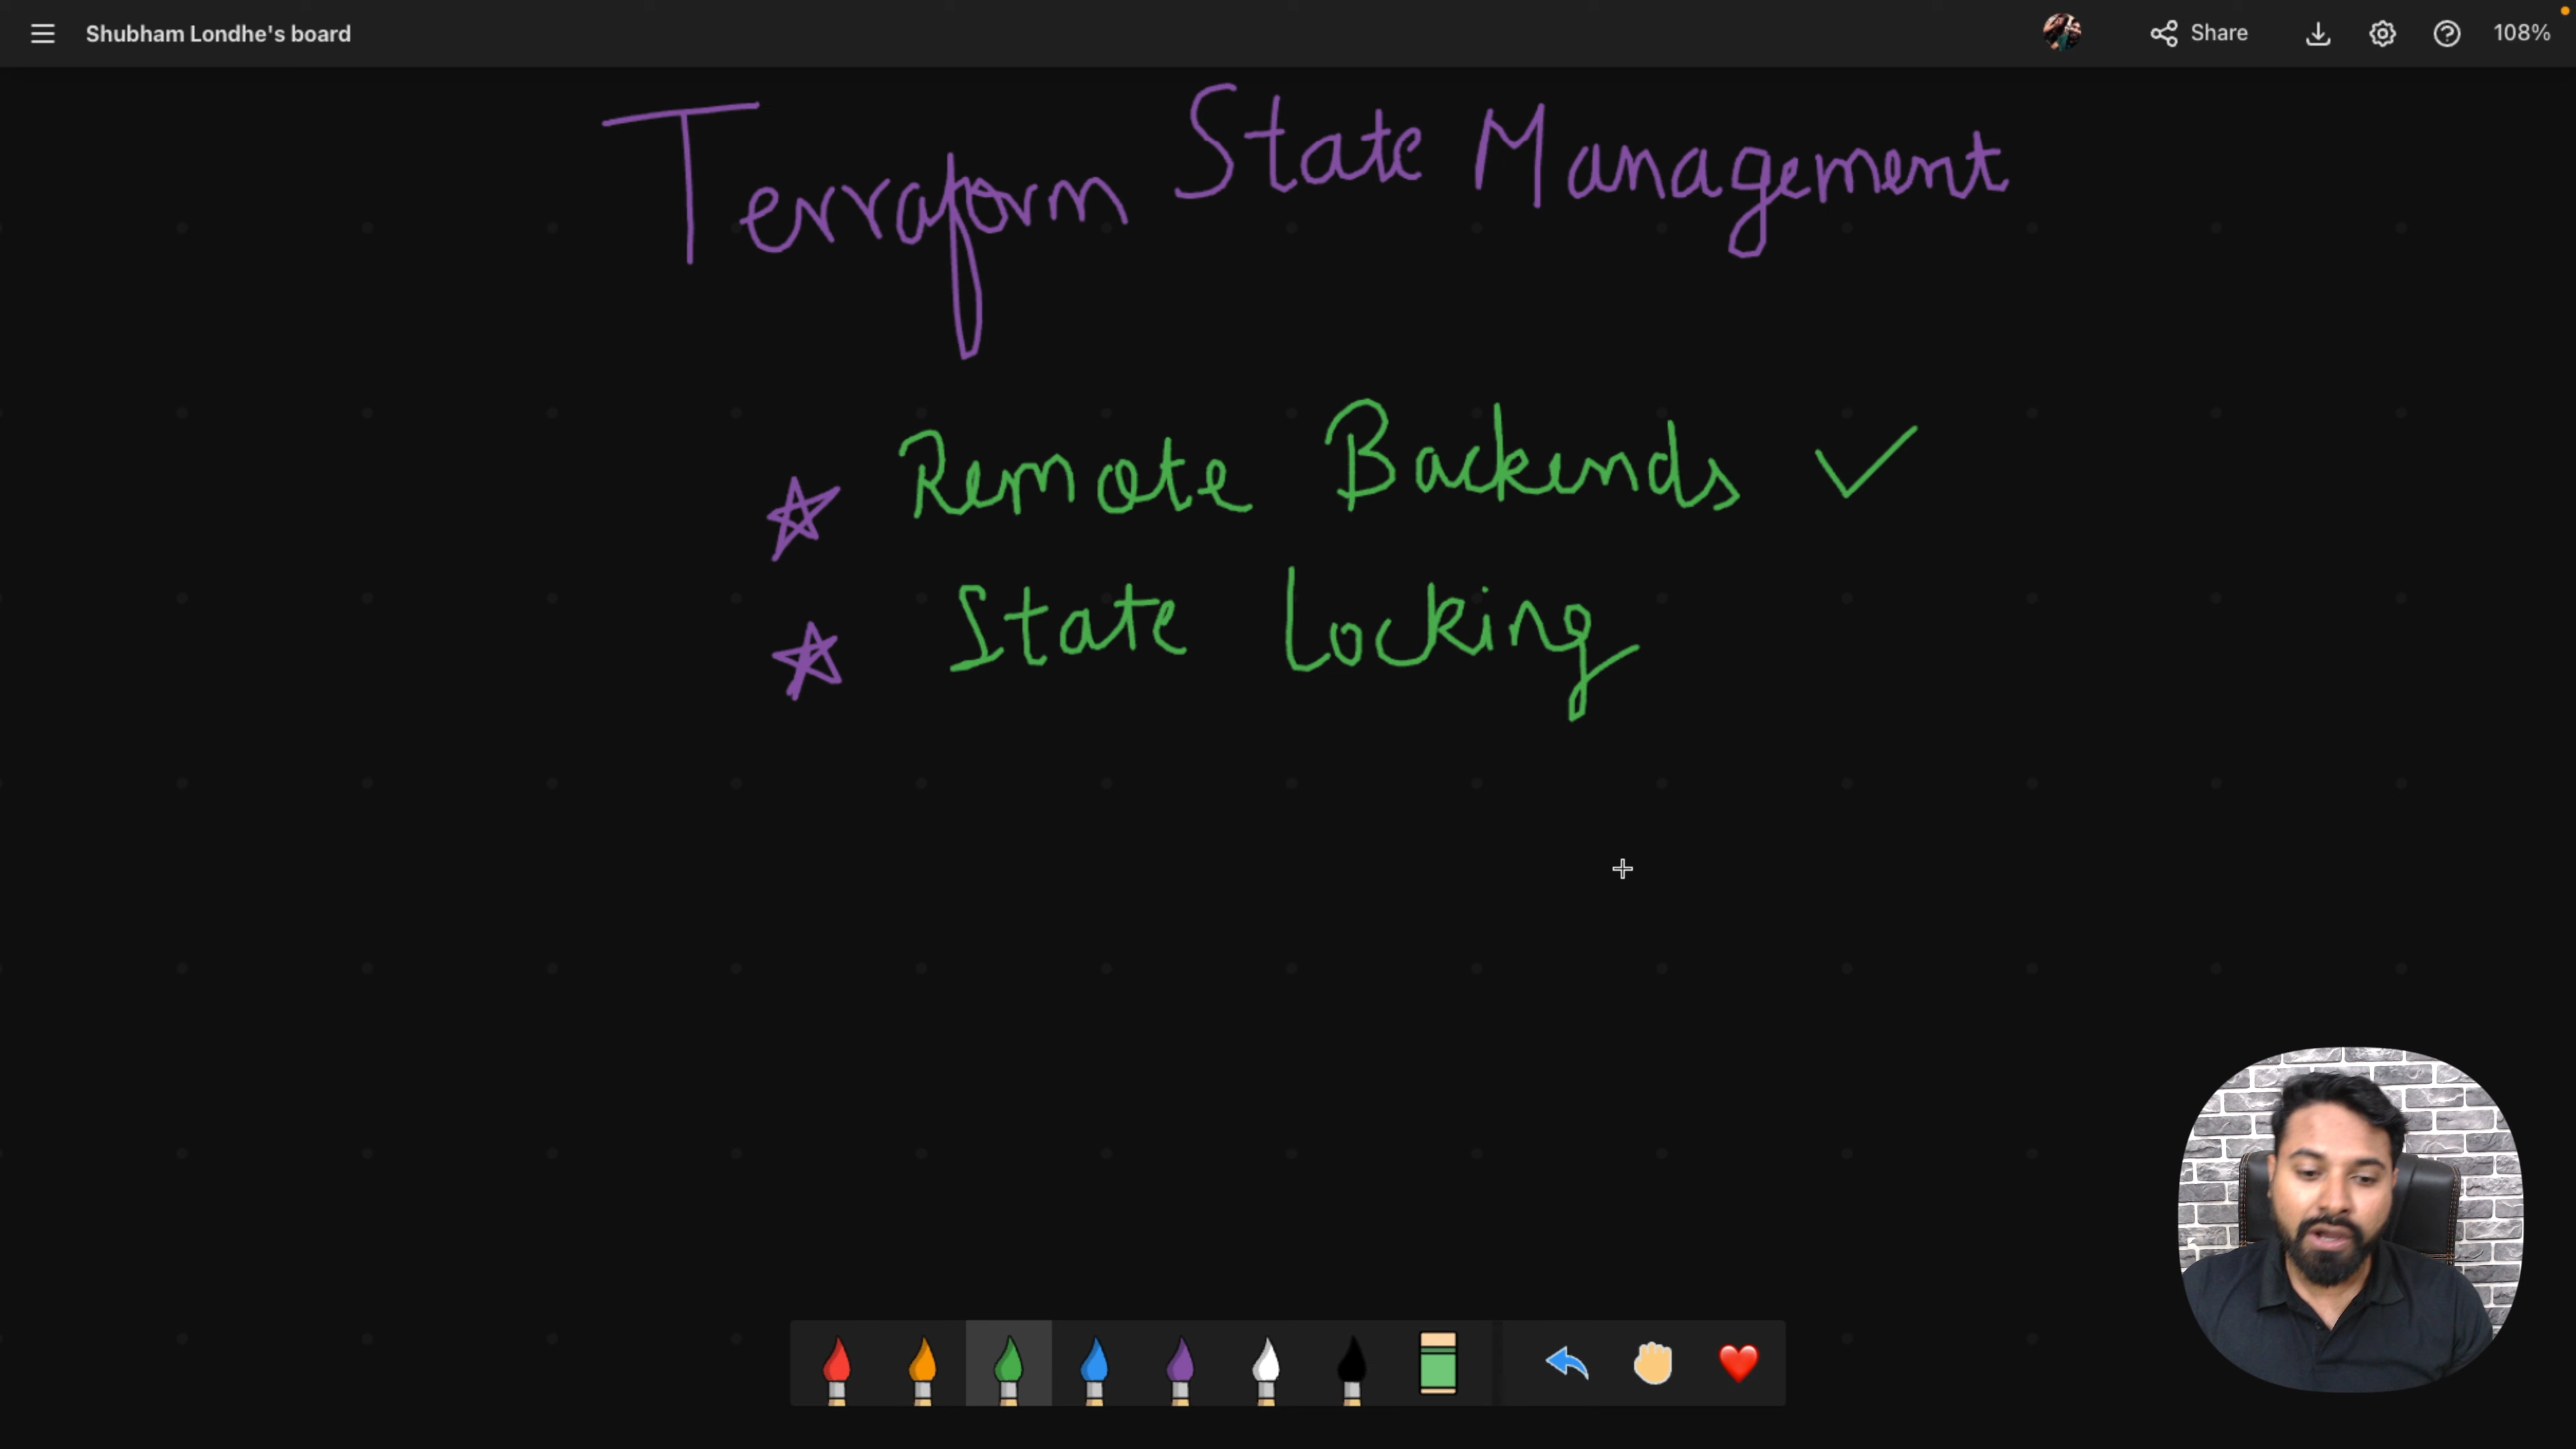 Shubham Londhe's board
Share
108%
Terraform State Management
Remote Backends
State Locking